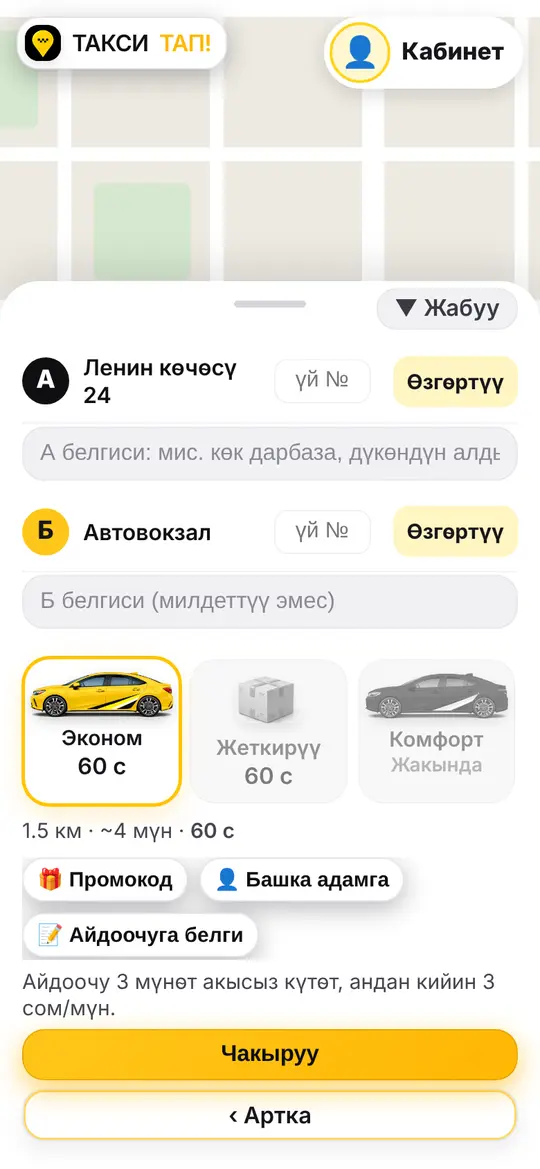 ТАКСИ ТАП!
Кабинет
▼ Жабуу
А
Ленин көчөсү
24
үй №
Өзгөртүү
А белгиси: мис. көк дарбаза, дүкөндүн алды
Б
Автовокзал
үй №
Өзгөртүү
Б белгиси (милдеттүү эмес)
Эконом
60 с
Жеткирүү
60 с
Комфорт
Жакында
1.5 км · ~4 мүн · 60 с
Промокод
Башка адамга
Айдоочуга белги
Айдоочу 3 мүнөт акысыз күтөт, андан кийин 3
сом/мүн.
Чакыруу
‹ Артка